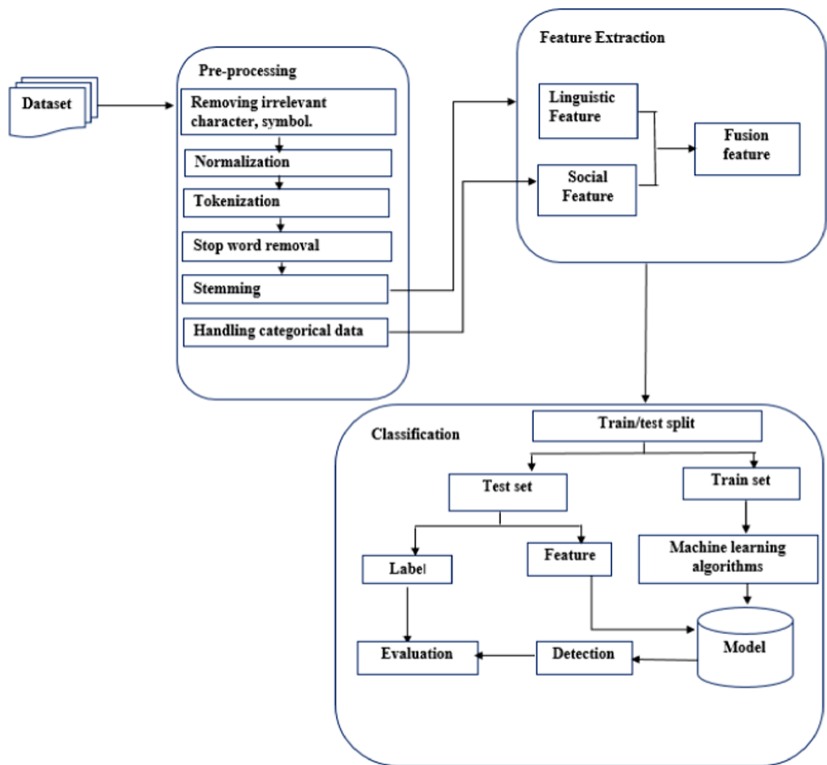 Dataset
Pre-processing
Removing irrelevant
character, symbol.
Normalization
Tokenization
Stop word removal
Stemming
Handling categorical data
Feature Extraction
Linguistic
Feature
Social
Feature
Fusion
feature
Classification
Train/test split
Test set
Train set
Label
Feature
Machine learning
algorithms
Evaluation
Detection
Model